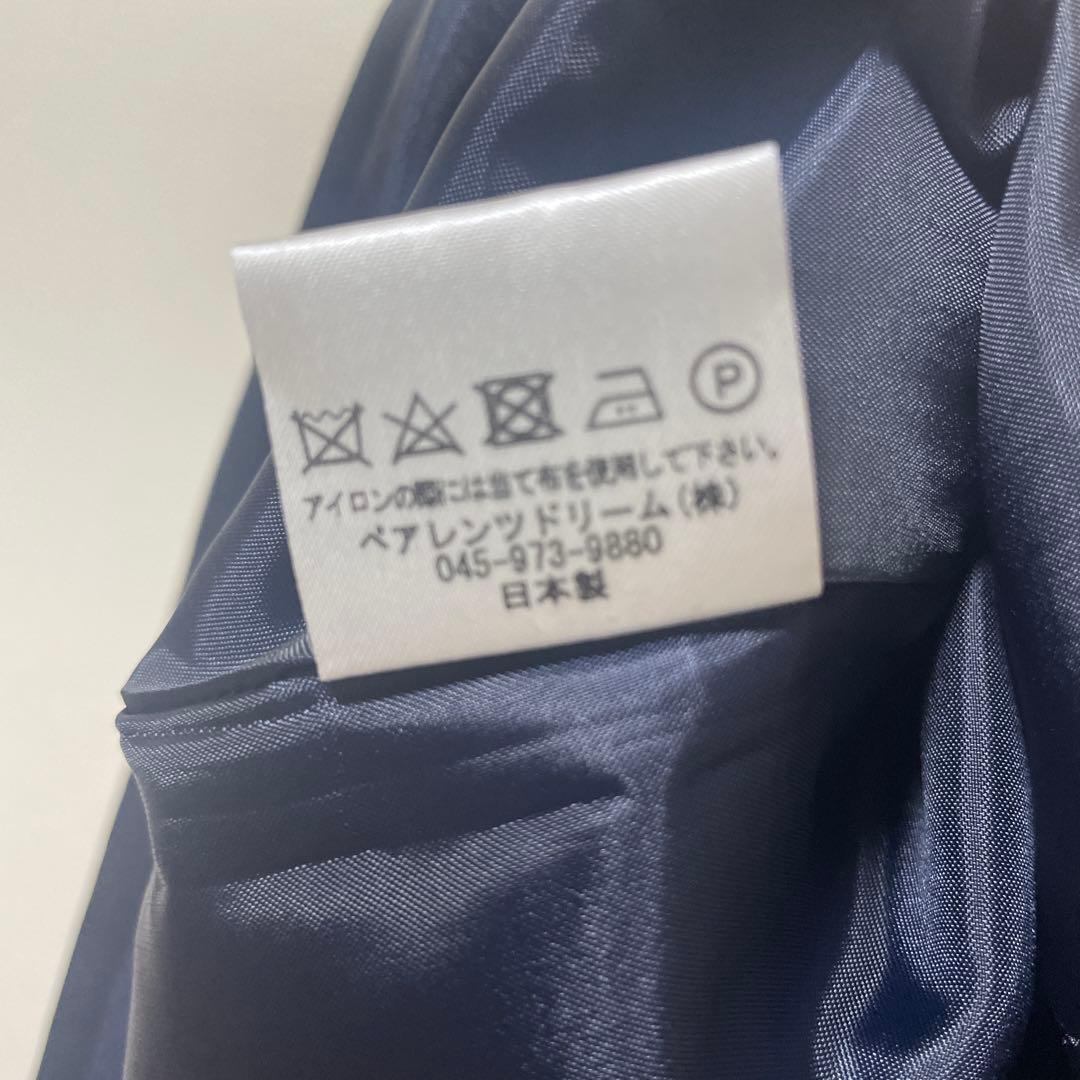 P
アイロンの際には当て布を使用して下さい。
ペアレンツドリーム(株)
045-973-9880
日本製